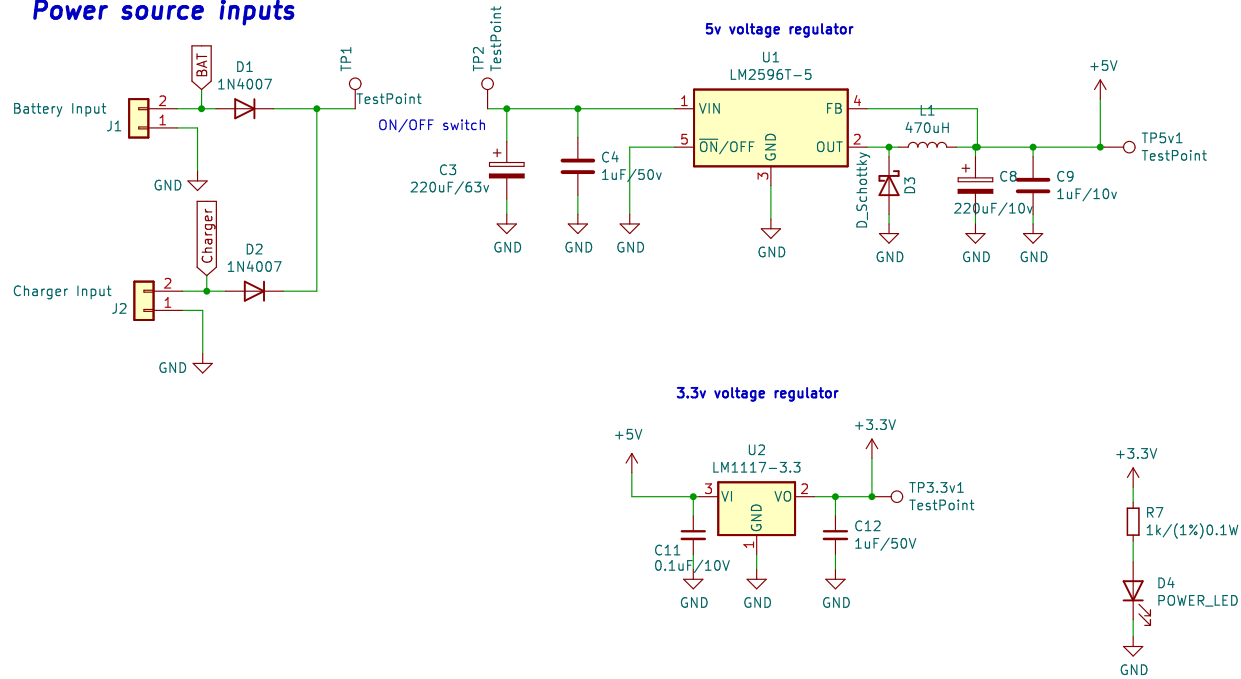 Power source inputs
BAT
D1
1N4007
TP1
TestPoint
Battery Input
J1
2
1
GND
Charger
D2
1N4007
Charger Input
J2
2
1
GND
ON/OFF switch
TP2
TestPoint
C3
220uF/63v
GND
C4
1uF/50v
GND
GND
5v voltage regulator
U1
LM2596T-5
1
VIN
5
ON/OFF
GND
3
FB
4
OUT
2
GND
L1
470uH
D_Schottky
D3
GND
C8
220uF/10v
GND
C9
1uF/10v
GND
+5V
TP5v1
TestPoint
3.3v voltage regulator
+5V
U2
LM1117-3.3
3
VI
VO
2
GND
1
GND
C11
0.1uF/10V
GND
+3.3V
TP3.3v1
TestPoint
C12
1uF/50V
GND
+3.3V
R7
1k/(1%)0.1W
D4
POWER_LED
GND